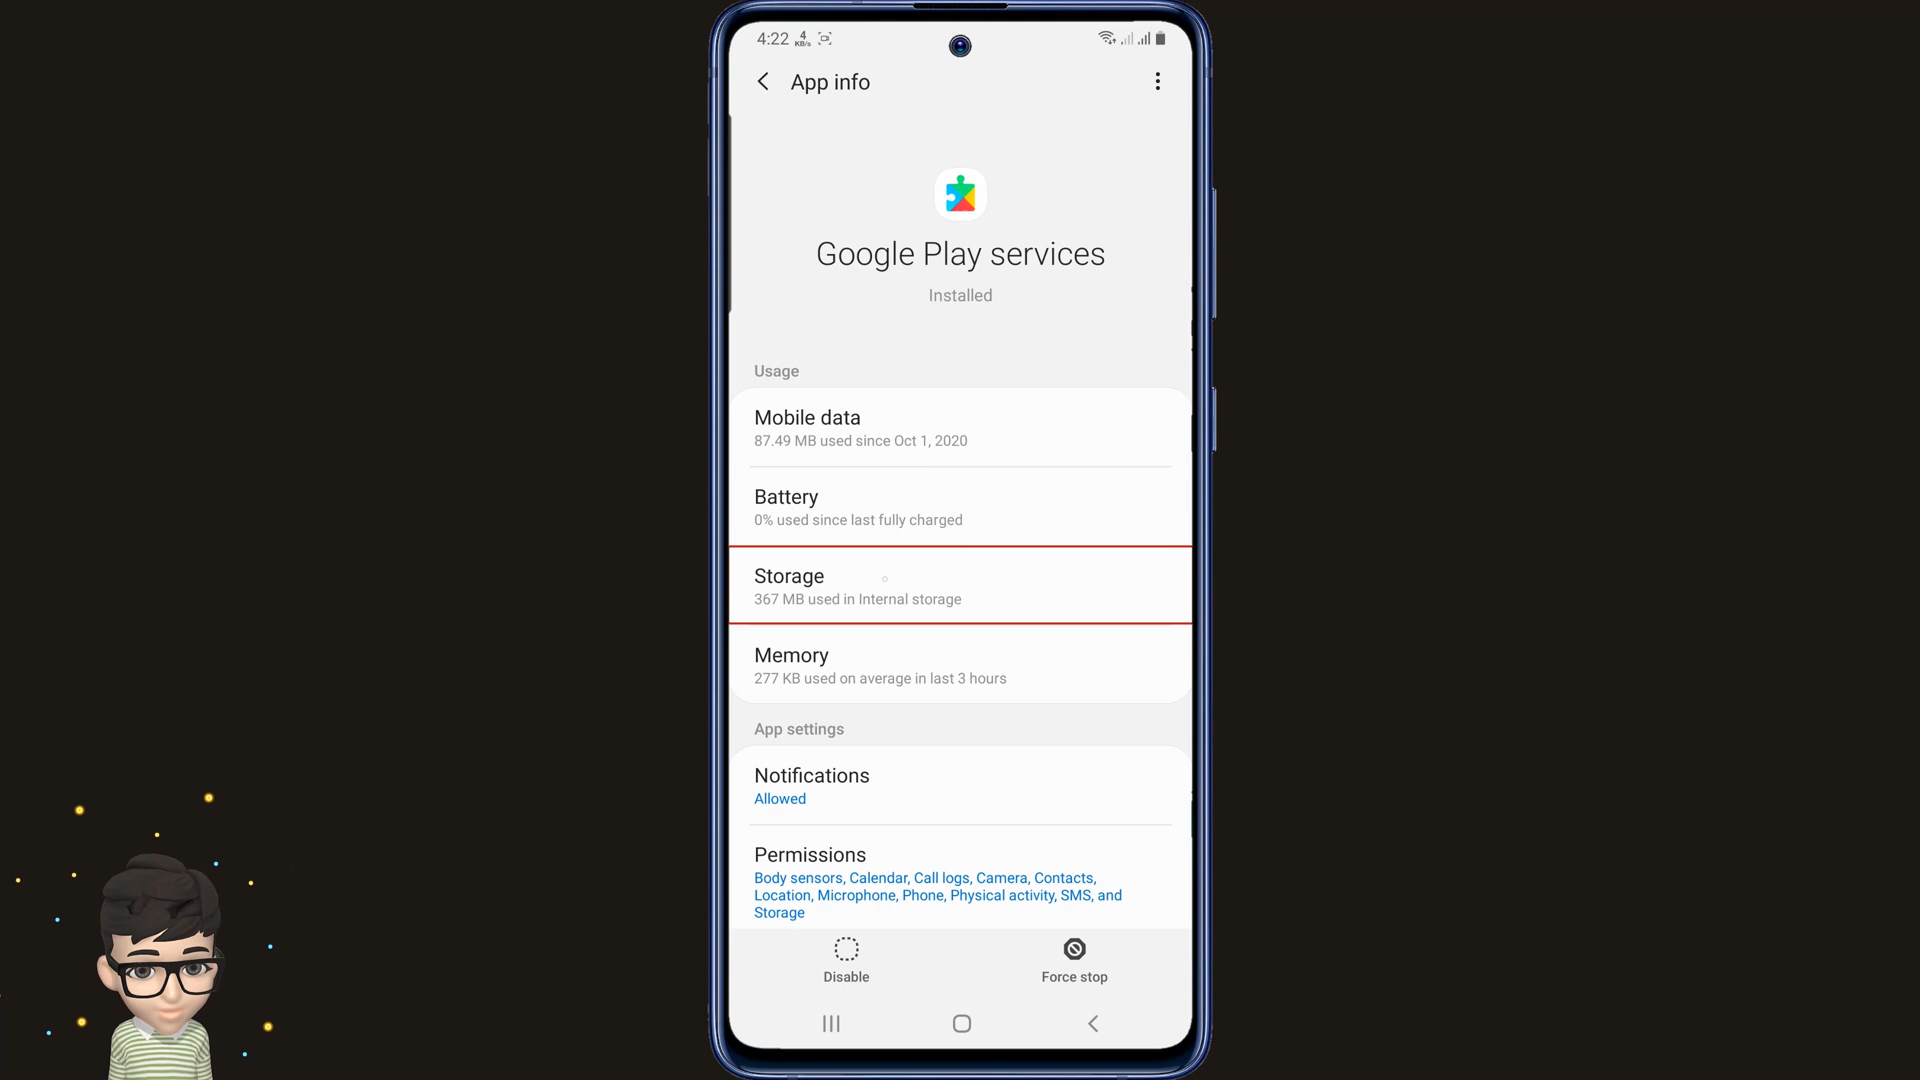 4:22
4
KB/s
App info
Google Play services
Installed
Usage
Mobile data
87.49 MB used since Oct 1, 2020
Battery
0% used since last fully charged
Storage
367 MB used in Internal storage
Memory
277 KB used on average in last 3 hours
App settings
Notifications
Allowed
Permissions
Body sensors, Calendar, Call logs, Camera, Contacts,
Location, Microphone, Phone, Physical activity, SMS, and
Storage
Disable
Force stop